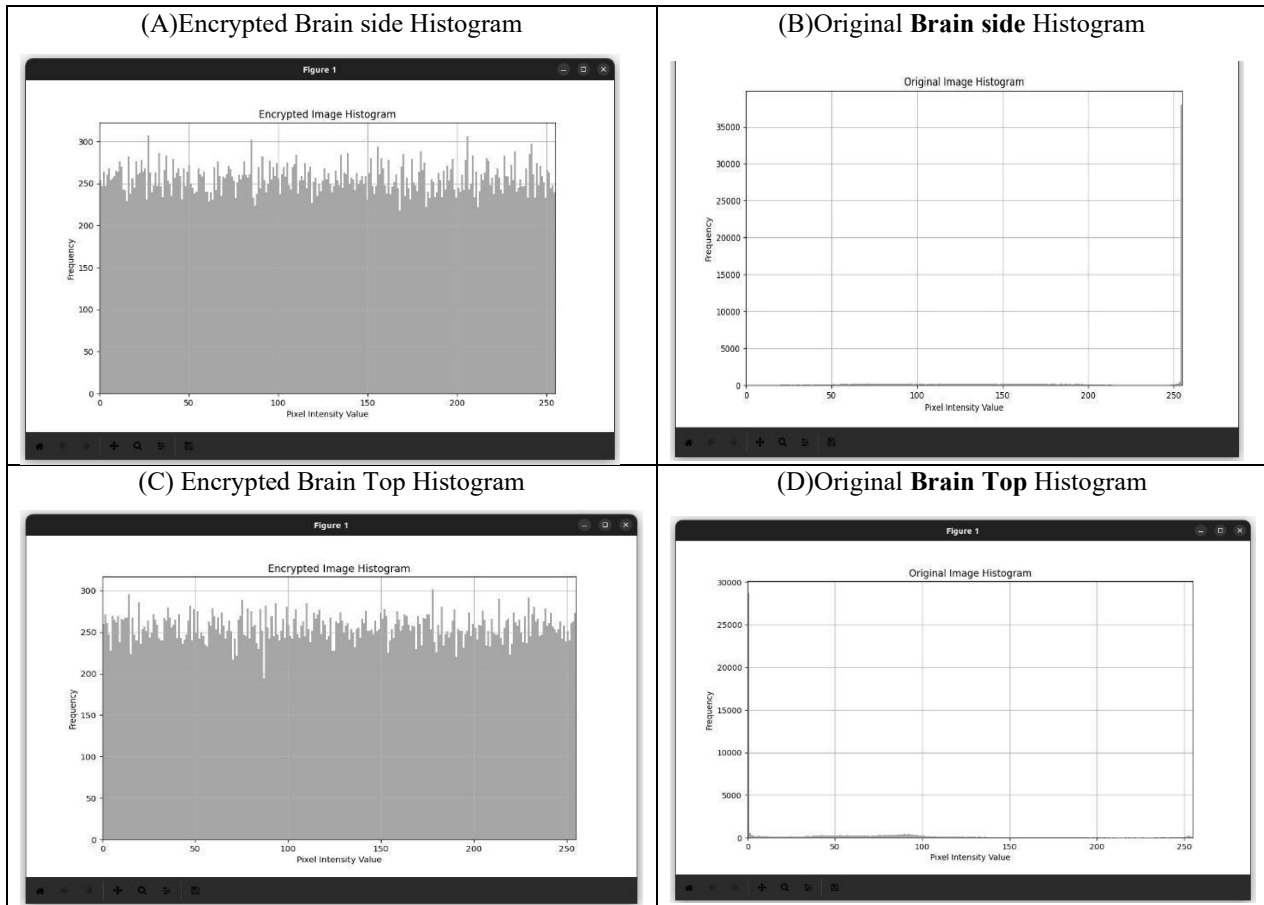 (A)Encrypted Brain side Histogram
Figure 1
Encrypted Image Histogram
300
250
200
150
100
50
0
Frequency
0 50 100 150 200 250
Pixel Intensity Value
(B)Original Brain side Histogram
Original Image Histogram
35000
30000
25000
20000
15000
10000
5000
0
Frequency
0 50 100 150 200 250
Pixel Intensity Value
(C) Encrypted Brain Top Histogram
Figure 1
Encrypted Image Histogram
300
250
200
150
100
50
0
Frequency
0 50 100 150 200 250
Pixel Intensity Value
(D)Original Brain Top Histogram
Figure 1
Original Image Histogram
30000
25000
20000
15000
10000
5000
0
Frequency
0 50 100 150 200 250
Pixel Intensity Value